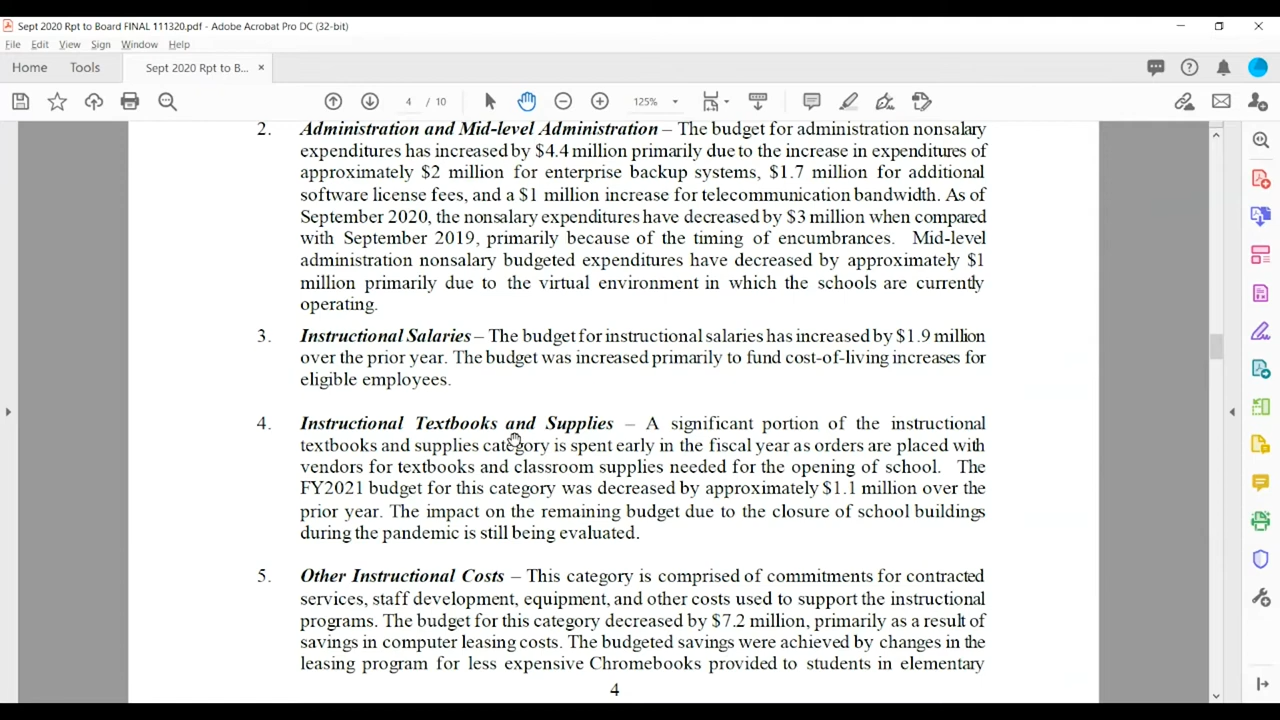 Sept 2020 Rpt to Board FINAL 111320.pdf - Adobe Acrobat Pro DC (32-bit)
File Edit View Sign Window Help
Home Tools Sept 2020 Rpt to B... ×
4 / 10 125%
2. Administration and Mid-level Administration – The budget for administration nonsalary
expenditures has increased by $4.4 million primarily due to the increase in expenditures of
approximately $2 million for enterprise backup systems, $1.7 million for additional
software license fees, and a $1 million increase for telecommunication bandwidth. As of
September 2020, the nonsalary expenditures have decreased by $3 million when compared
with September 2019, primarily because of the timing of encumbrances. Mid-level
administration nonsalary budgeted expenditures have decreased by approximately $1
million primarily due to the virtual environment in which the schools are currently
operating.
3. Instructional Salaries – The budget for instructional salaries has increased by $1.9 million
over the prior year. The budget was increased primarily to fund cost-of-living increases for
eligible employees.
4. Instructional Textbooks and Supplies – A significant portion of the instructional
textbooks and supplies category is spent early in the fiscal year as orders are placed with
vendors for textbooks and classroom supplies needed for the opening of school. The
FY2021 budget for this category was decreased by approximately $1.1 million over the
prior year. The impact on the remaining budget due to the closure of school buildings
during the pandemic is still being evaluated.
5. Other Instructional Costs – This category is comprised of commitments for contracted
services, staff development, equipment, and other costs used to support the instructional
programs. The budget for this category decreased by $7.2 million, primarily as a result of
savings in computer leasing costs. The budgeted savings were achieved by changes in the
leasing program for less expensive Chromebooks provided to students in elementary
4